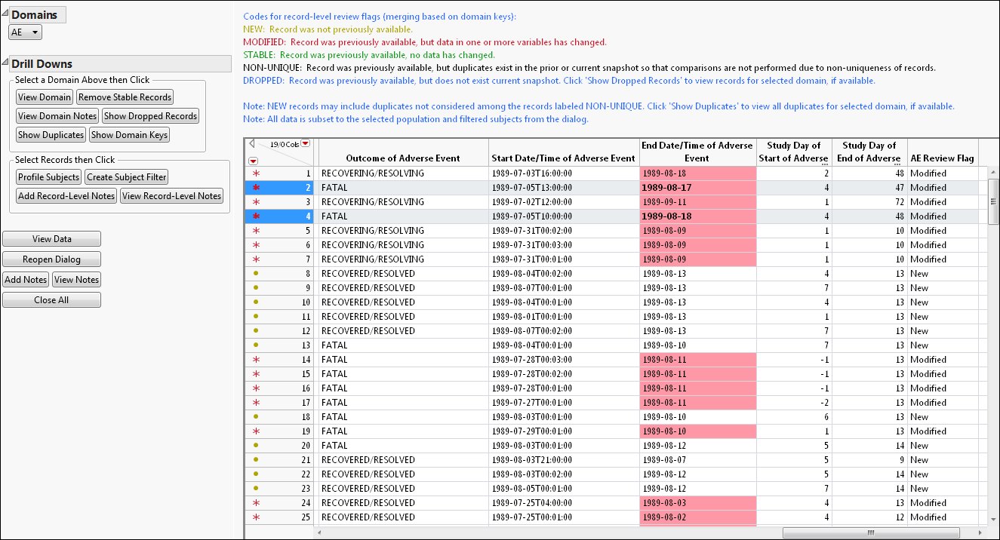 Domains
AE
Drill Downs
Select a Domain Above then Click
View Domain Remove Stable Records
View Domain Notes Show Dropped Records
Show Duplicates Show Domain Keys
Select Records then Click
Profile Subjects Create Subject Filter
Add Record-Level Notes View Record-Level Notes
View Data
Reopen Dialog
Add Notes View Notes
Close All
Codes for record-level review flags (merging based on domain keys):
NEW: Record was not previously available.
MODIFIED: Record was previously available, but data in one or more variables has changed.
STABLE: Record was previously available, no data has changed.
NON-UNIQUE: Record was previously available, but duplicates exist in the prior or current snapshot so that comparisons are not performed due to non-uniqueness of records.
DROPPED: Record was previously available, but does not exist current snapshot. Click 'Show Dropped Records' to view records for selected domain, if available.
Note: NEW records may include duplicates not considered among the records labeled NON-UNIQUE. Click 'Show Duplicates' to view all duplicates for selected domain, if available.
Note: All data is subset to the selected population and filtered subjects from the dialog.
19/0 Cols
Outcome of Adverse Event
Start Date/Time of Adverse Event
End Date/Time of Adverse
Event
Study Day of
Start of Adverse...
Study Day of
End of Adverse...
AE Review Flag
1 RECOVERING/RESOLVING 1989-07-03T16:00:00 1989-08-18 2 48 Modified
2 FATAL 1989-07-05T13:00:00 1989-08-17 4 47 Modified
3 RECOVERING/RESOLVING 1989-07-02T12:00:00 1989-09-11 1 72 Modified
4 FATAL 1989-07-05T10:00:00 1989-08-18 4 48 Modified
5 RECOVERING/RESOLVING 1989-07-31T00:02:00 1989-08-09 1 10 Modified
6 RECOVERING/RESOLVING 1989-07-31T00:03:00 1989-08-09 1 10 Modified
7 RECOVERING/RESOLVING 1989-07-31T00:01:00 1989-08-09 1 10 Modified
8 RECOVERED/RESOLVED 1989-08-04T00:02:00 1989-08-13 4 13 New
9 RECOVERED/RESOLVED 1989-08-07T00:01:00 1989-08-13 7 13 New
10 RECOVERED/RESOLVED 1989-08-04T00:01:00 1989-08-13 4 13 New
11 RECOVERED/RESOLVED 1989-08-01T00:01:00 1989-08-13 1 13 New
12 RECOVERED/RESOLVED 1989-08-07T00:02:00 1989-08-13 7 13 New
13 FATAL 1989-08-04T00:01:00 1989-08-10 7 13 New
14 FATAL 1989-07-28T00:03:00 1989-08-11 -1 13 Modified
15 FATAL 1989-07-28T00:02:00 1989-08-11 -1 13 Modified
16 FATAL 1989-07-28T00:01:00 1989-08-11 -1 13 Modified
17 FATAL 1989-07-27T00:01:00 1989-08-11 -2 13 Modified
18 FATAL 1989-08-03T00:01:00 1989-08-10 6 13 New
19 FATAL 1989-07-29T00:01:00 1989-08-10 1 13 Modified
20 FATAL 1989-08-03T00:01:00 1989-08-12 5 14 New
21 RECOVERED/RESOLVED 1989-08-03T21:00:00 1989-08-07 5 9 New
22 RECOVERED/RESOLVED 1989-08-03T00:02:00 1989-08-12 5 14 New
23 RECOVERED/RESOLVED 1989-08-05T00:01:00 1989-08-12 7 14 New
24 RECOVERED/RESOLVED 1989-07-25T04:00:00 1989-08-03 4 13 Modified
25 RECOVERED/RESOLVED 1989-07-25T00:01:00 1989-08-02 4 12 Modified